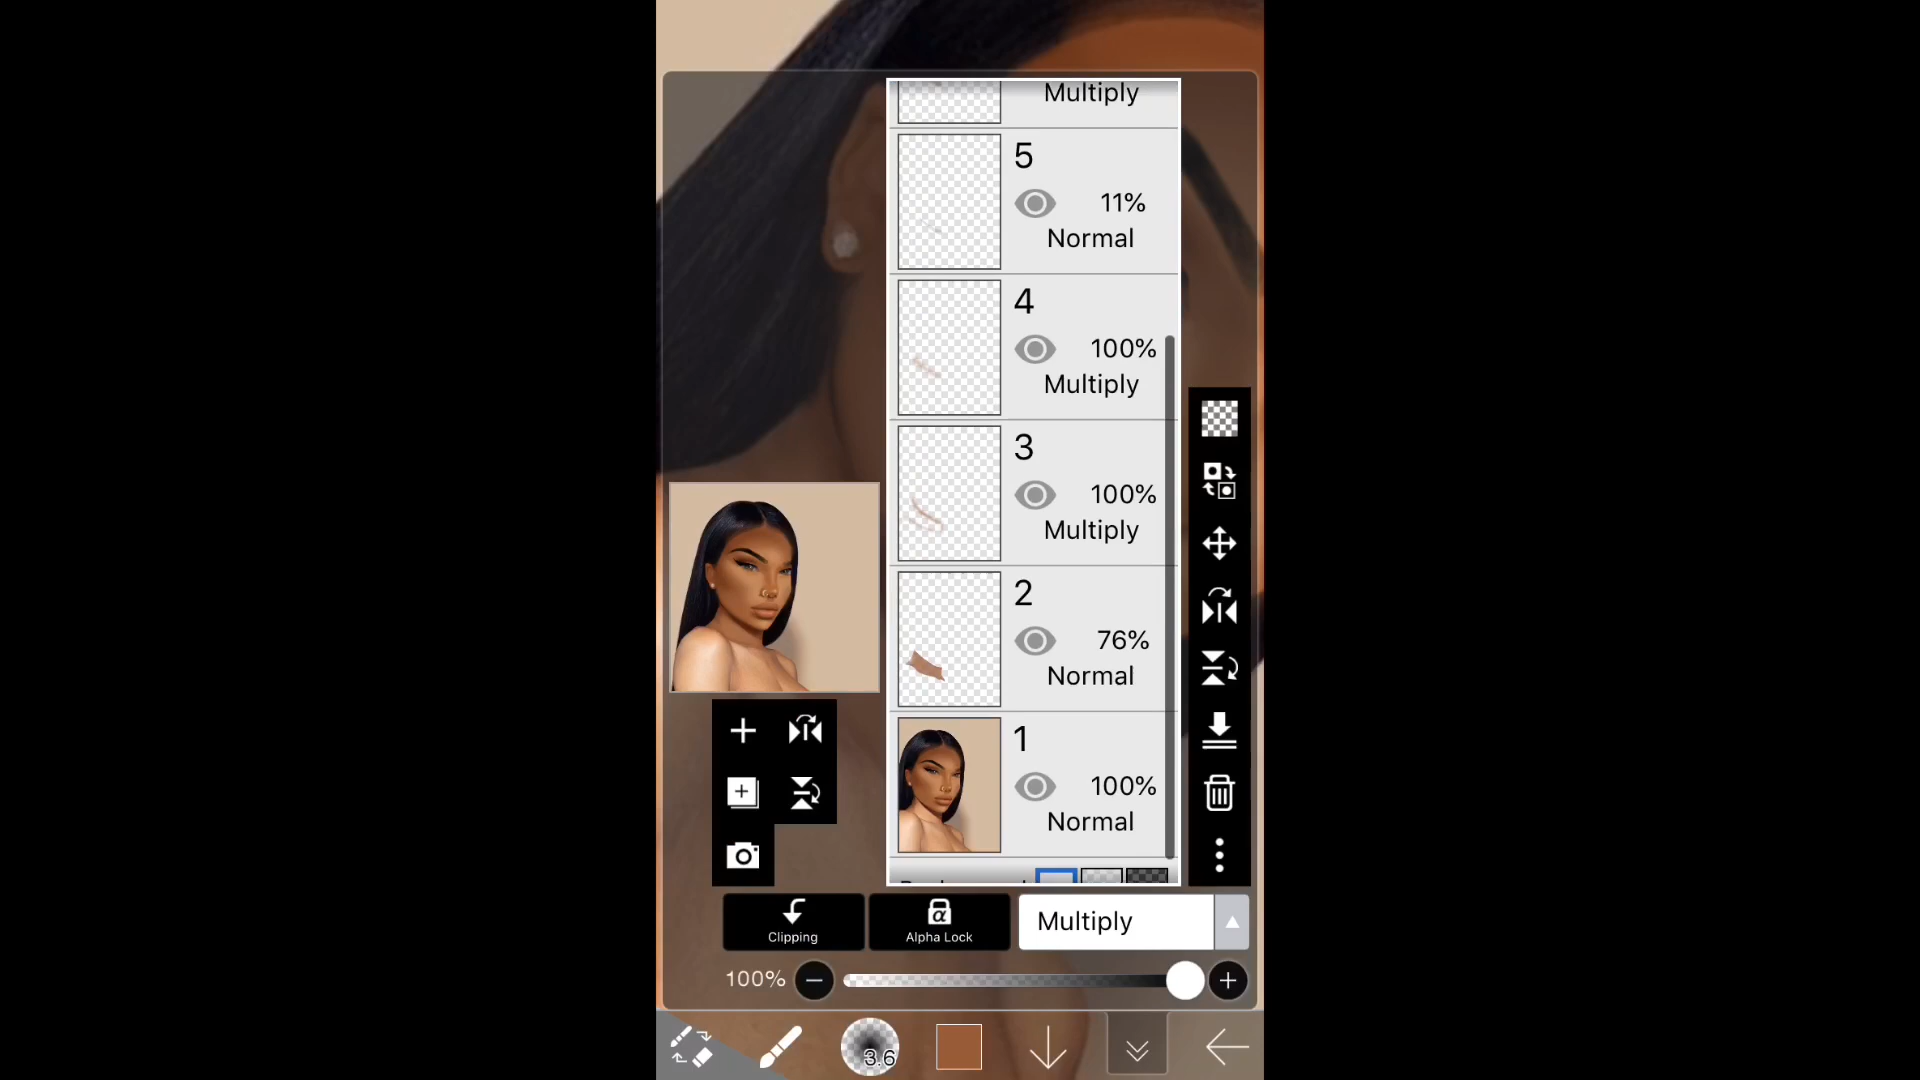 Multiply
5
11%
Normal
4
100%
Multiply
3
100%
Multiply
2
76%
Normal
1
100%
Normal
Clipping
α
Alpha Lock
Multiply
100%
3.6